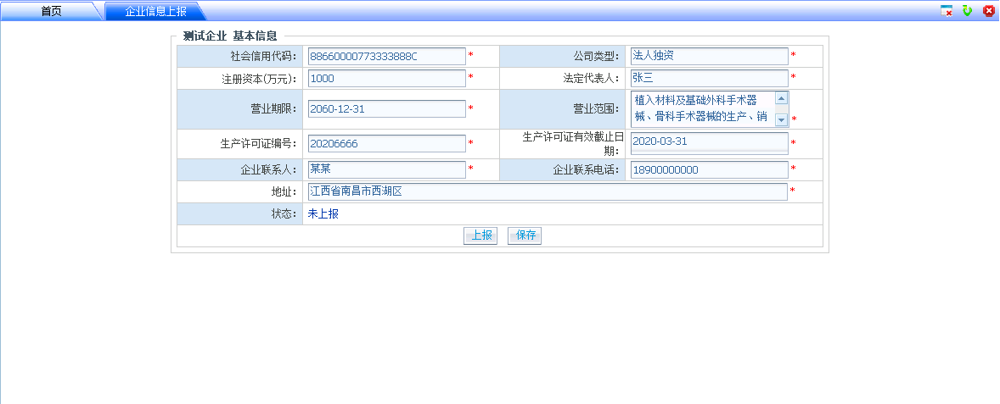 首页
企业信息上报
测试企业 基本信息
社会信用代码： 8866000077333388​8C * 公司类型： 法人独资 *
注册资本(万元)： 1000 * 法定代表人： 张三 *
营业期限： 2060-12-31 * 营业范围： 植入材料及基础外科手术器
械、骨科手术器械的生产、销 *
生产许可证编号： 20206666 * 生产许可证有效截止日
期： 2020-03-31 *
企业联系人： 某某 * 企业联系电话： 18900000000 *
地址： 江西省南昌市西湖区 *
状态： 未上报
上报 保存